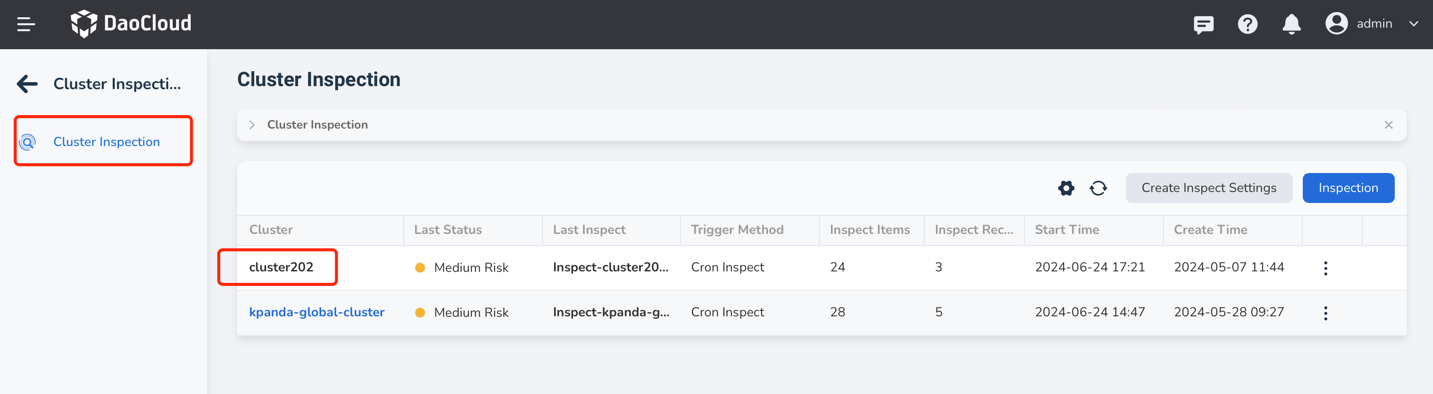 DaoCloud
admin
Cluster Inspecti...
Cluster Inspection
Cluster Inspection
Cluster Inspection
Create Inspect Settings Inspection
Cluster Last Status Last Inspect Trigger Method Inspect Items Inspect Rec... Start Time Create Time
cluster202 Medium Risk Inspect-cluster20... Cron Inspect 24 3 2024-06-24 17:21 2024-05-07 11:44
kpanda-global-cluster Medium Risk Inspect-kpanda-g... Cron Inspect 28 5 2024-06-24 14:47 2024-05-28 09:27